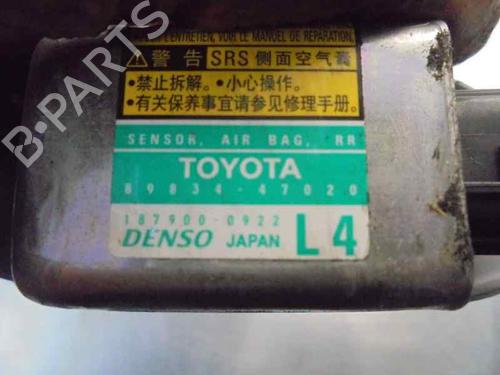 L'ENTRETIEN, VOIR LE MANUEL DE REPARATION.
警告 SRS 侧面空气囊
•禁止拆解。•小心操作。
•有关保养事宜请参见修理手册.
SENSOR, AIR BAG, RR
TOYOTA
89834-47020
187900-0922
DENSO JAPAN L4
B-PARTS